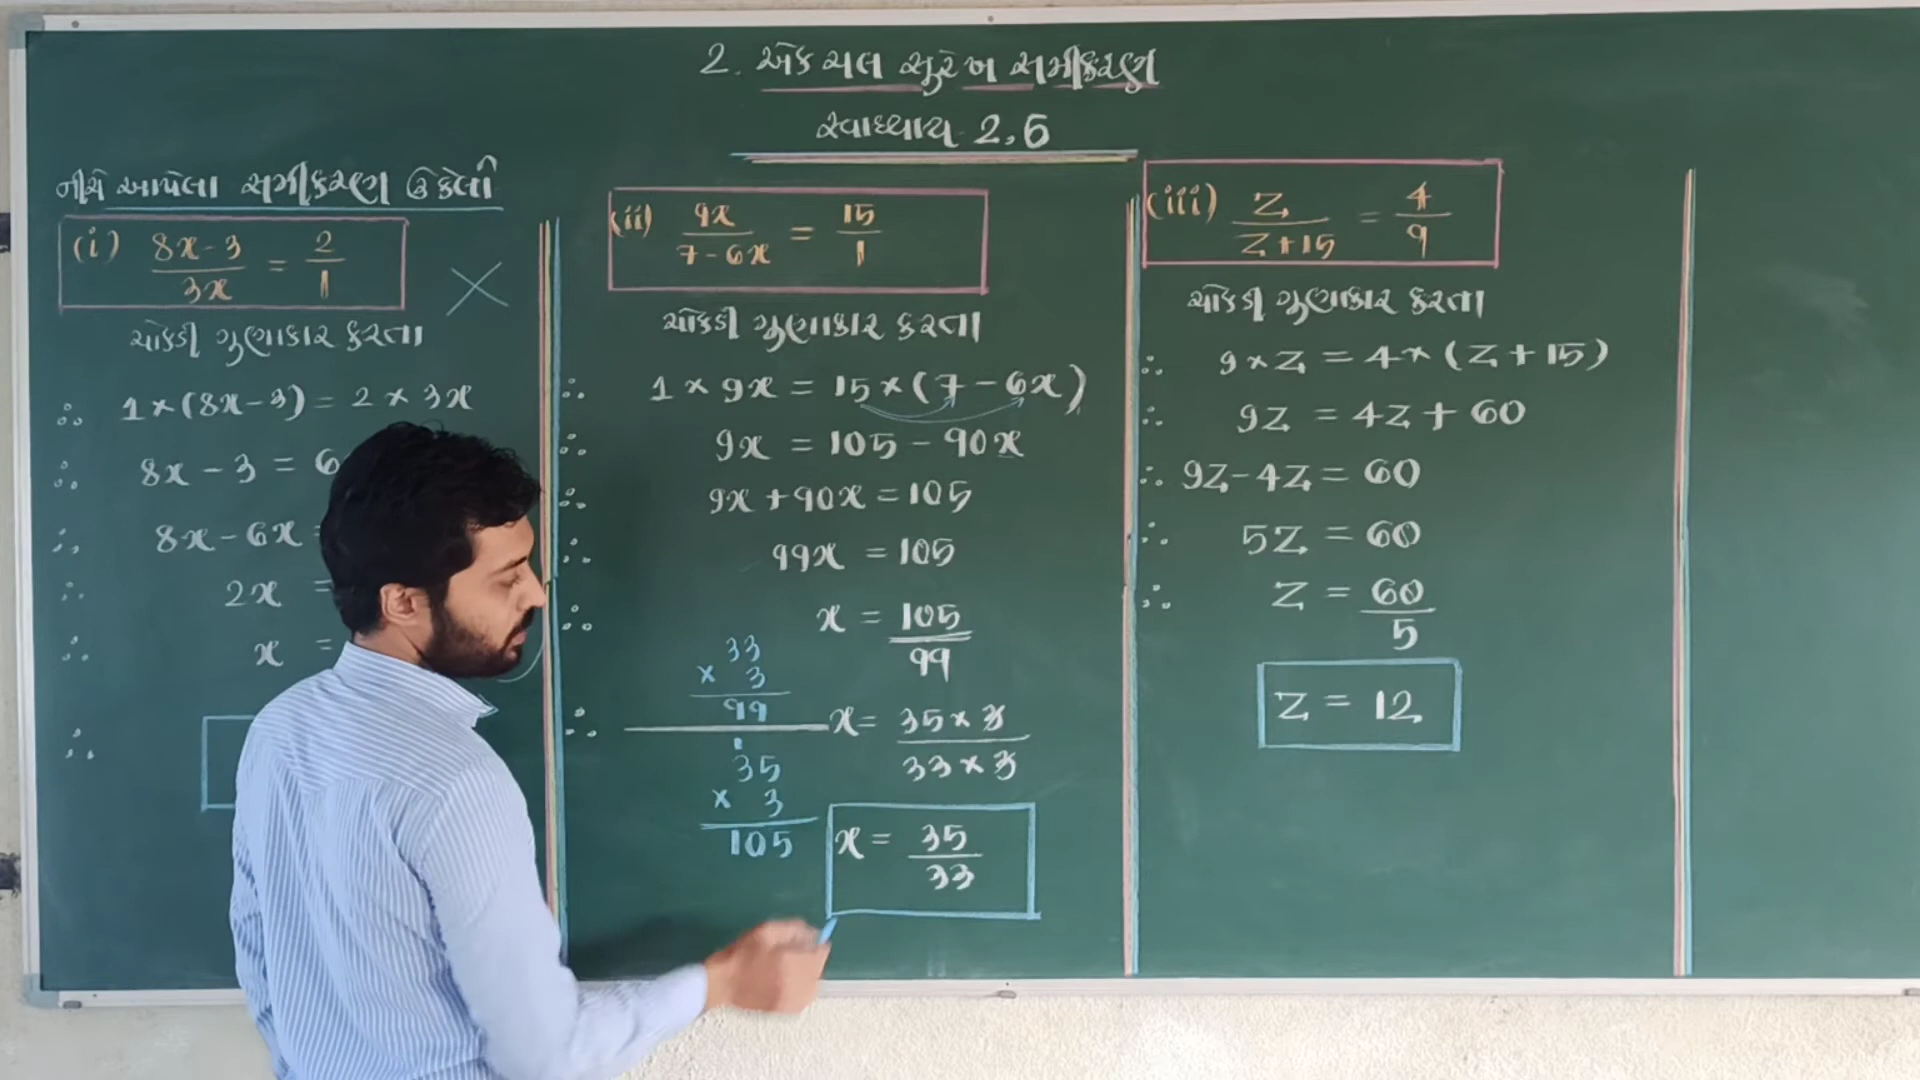 2. એક ચલ સુરેખ સમીકરણ
સ્વાધ્યાય 2.6
નીચે આપેલા સમીકરણ ઉકેલો
(i) 8x-3/3x = 2/1
ચોકડી ગુણાકાર કરતા
∴ 1×(8x-3) = 2×3x
∴ 8x-3 = 6
∴ 8x-6x =
∴ 2x =
∴ x =
∴
(ii) 9x/7-6x = 15/1
ચોકડી ગુણાકાર કરતા
∴ 1×9x = 15×(7-6x)
∴ 9x = 105-90x
∴ 9x+90x = 105
∴ 99x = 105
∴ x = 105/99
∴ x = 35×3/33×3
x = 35/33
33
× 3
99
35
× 3
105
(iii) z/z+15 = 4/9
ચોકડી ગુણાકાર કરતા
∴ 9×z = 4×(z+15)
∴ 9z = 4z+60
∴ 9z-4z = 60
∴ 5z = 60
∴ z = 60/5
z = 12